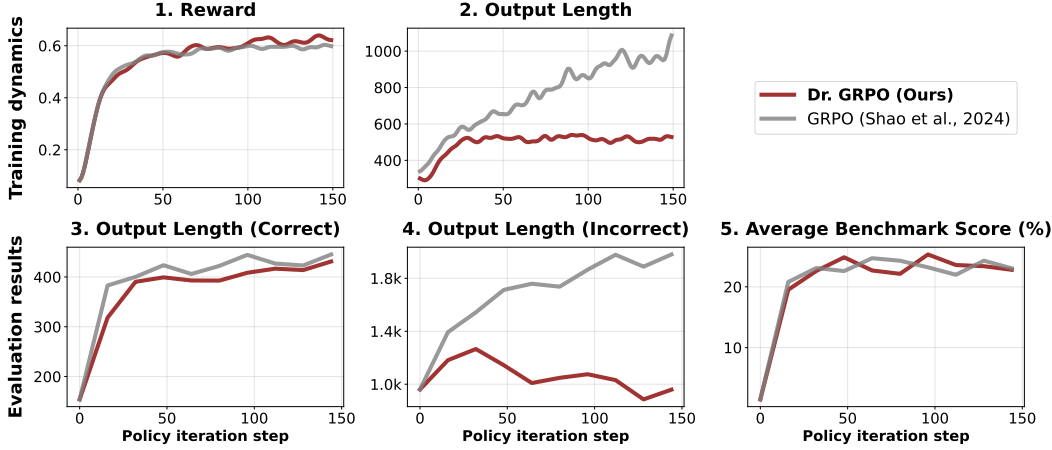 1. Reward
2. Output Length
Training dynamics
0.6
0.4
0.2
0
50
100
150
1000
800
600
400
0
50
100
150
Dr. GRPO (Ours)
GRPO (Shao et al., 2024)
3. Output Length (Correct)
4. Output Length (Incorrect)
5. Average Benchmark Score (%)
Evaluation results
400
300
200
0
50
100
150
Policy iteration step
1.8k
1.4k
1.0k
0
50
100
150
Policy iteration step
20
10
0
50
100
150
Policy iteration step